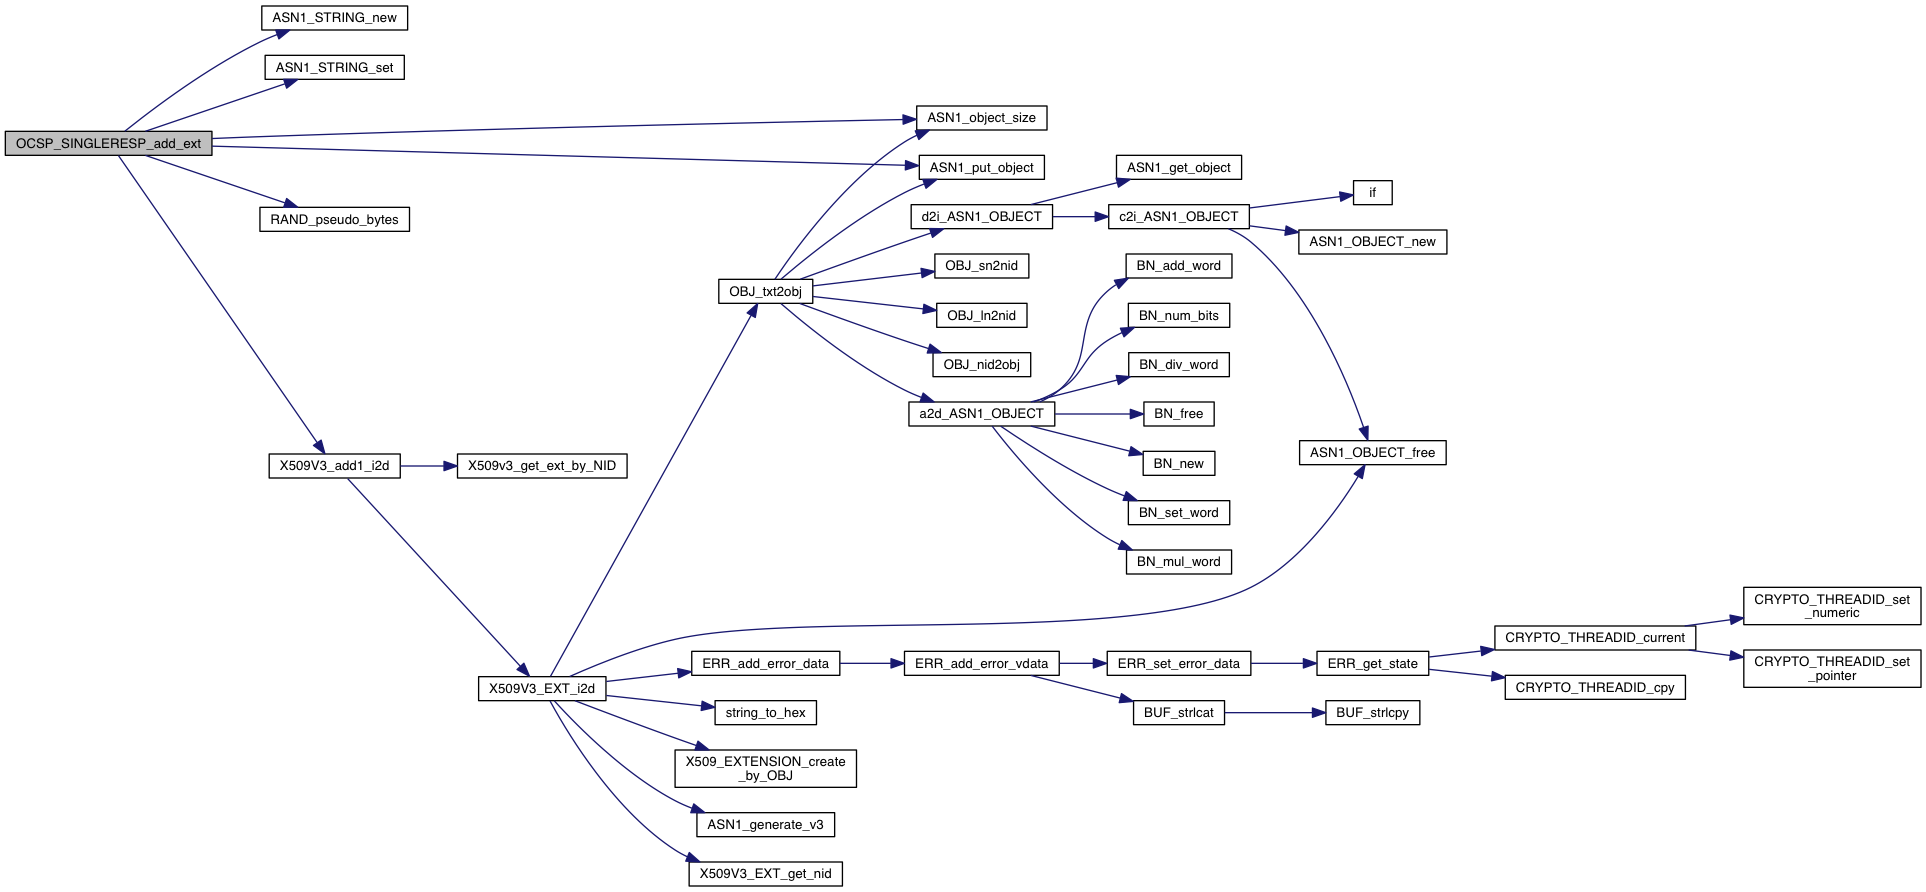 ASN1_STRING_new
ASN1_STRING_set
OCSP_SINGLERESP_add_ext
RAND_pseudo_bytes
ASN1_object_size
ASN1_put_object
ASN1_get_object
if
d2i_ASN1_OBJECT
c2i_ASN1_OBJECT
ASN1_OBJECT_new
OBJ_sn2nid
BN_add_word
OBJ_txt2obj
OBJ_ln2nid
BN_num_bits
OBJ_nid2obj
BN_div_word
a2d_ASN1_OBJECT
BN_free
ASN1_OBJECT_free
X509V3_add1_i2d
X509v3_get_ext_by_NID
BN_new
BN_set_word
BN_mul_word
CRYPTO_THREADID_set
_numeric
CRYPTO_THREADID_current
ERR_add_error_data
ERR_add_error_vdata
ERR_set_error_data
ERR_get_state
CRYPTO_THREADID_set
_pointer
X509V3_EXT_i2d
CRYPTO_THREADID_cpy
string_to_hex
BUF_strlcat
BUF_strlcpy
X509_EXTENSION_create
_by_OBJ
ASN1_generate_v3
X509V3_EXT_get_nid